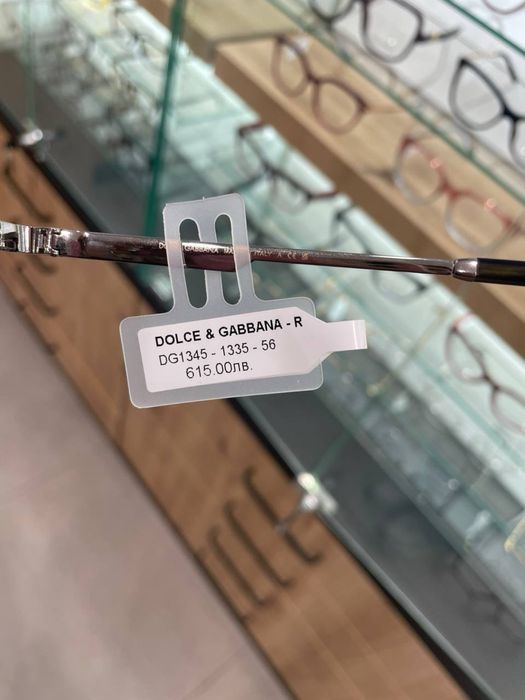 DOLCE & GABBANA - R
DG1345 - 1335 - 56
615.00лв.